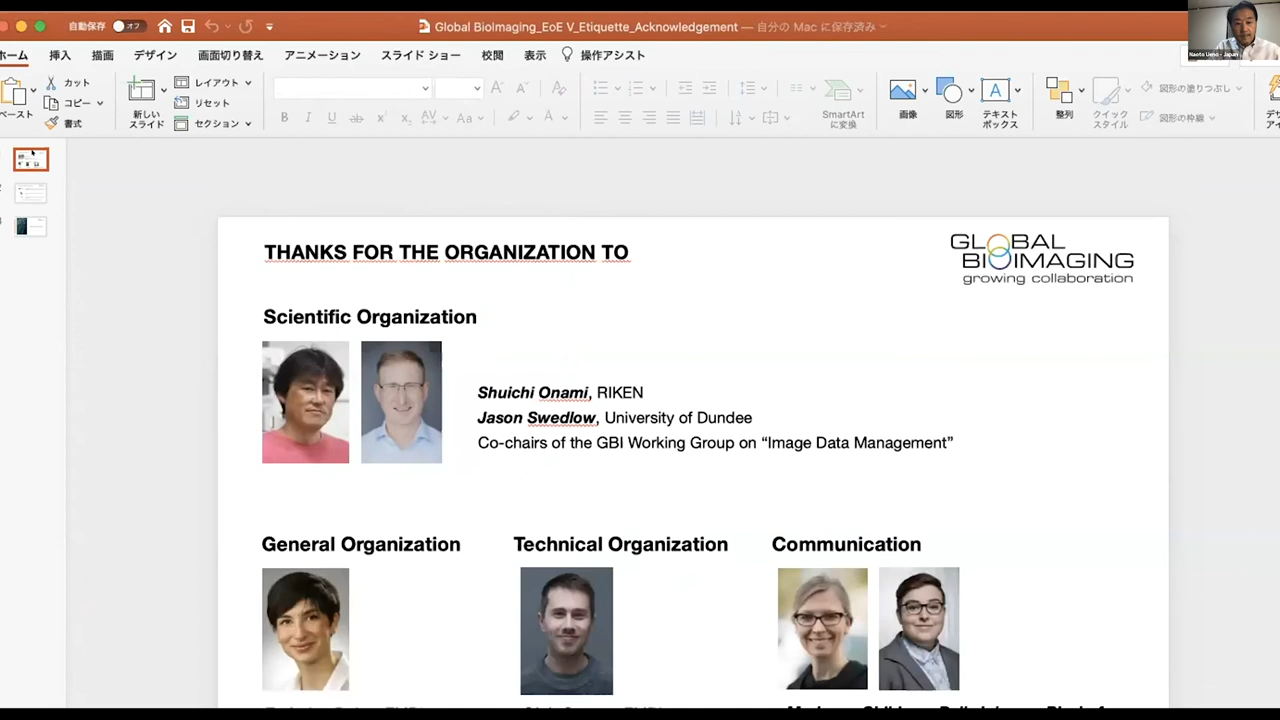 自動保存 オフ
Global BioImaging_EoE V_Etiquette_Acknowledgement — 自分の Mac に保存済み
Naoto Ueno - Japan
ホーム 挿入 描画 デザイン 画面切り替え アニメーション スライド ショー 校閲 表示 操作アシスト
カット
コピー
ペースト
書式
新しい
スライド
レイアウト
リセット
セクション
B I U ab
SmartArt
に変換
画像
図形
テキスト
ボックス
整列
クイック
スタイル
図形の塗りつぶし
図形の枠線
THANKS FOR THE ORGANIZATION TO
GLOBAL
BIOIMAGING
growing collaboration
Scientific Organization
Shuichi Onami, RIKEN
Jason Swedlow, University of Dundee
Co-chairs of the GBI Working Group on “Image Data Management”
General Organization
Technical Organization
Communication